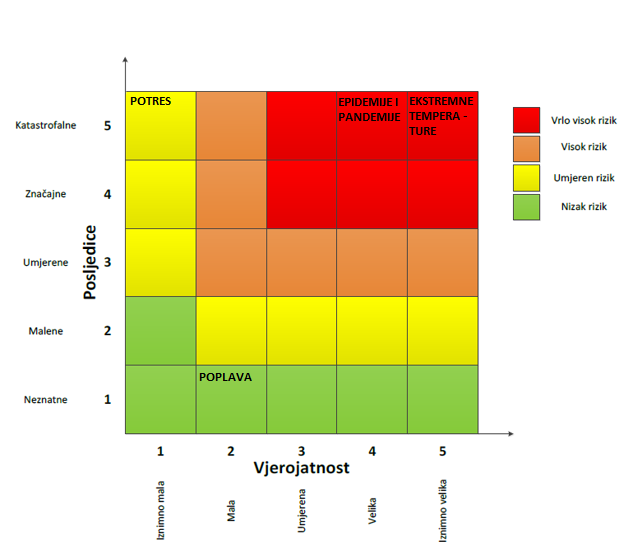 POTRES
EPIDEMIJE I
PANDEMIJE
EKSTREMNE
TEMPERA -
TURE
Katastrofalne 5
Značajne 4
Umjerene 3
Malene 2
Neznatne 1
Posljedice
POPLAVA
1 2 3 4 5
Vjerojatnost
Iznimno mala
Mala
Umjerena
Velika
Iznimno velika
Vrlo visok rizik
Visok rizik
Umjeren rizik
Nizak rizik